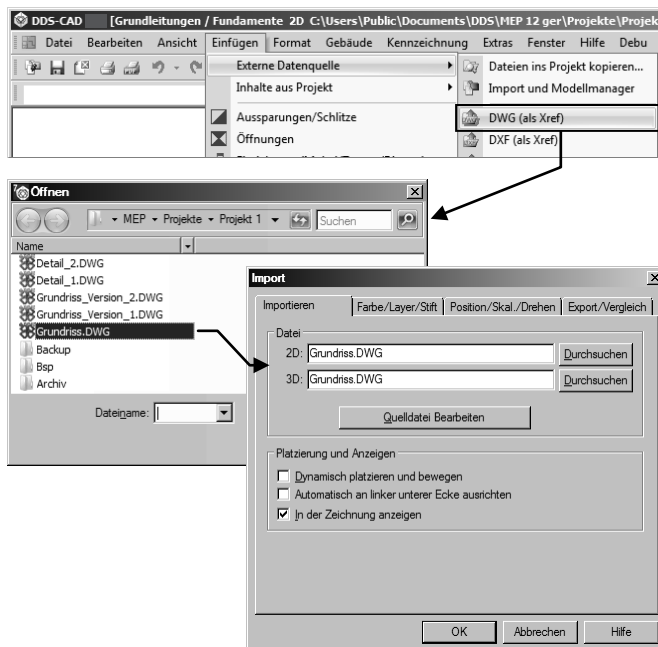 DDS-CAD [Grundleitungen / Fundamente 2D C:\Users\Public\Documents\DDS\MEP 12 ger\Projekte\Projek
Datei Bearbeiten Ansicht Einfügen Format Gebäude Kennzeichnung Extras Fenster Hilfe Debu
Externe Datenquelle
Inhalte aus Projekt
Aussparungen/Schlitze
Öffnungen
Dateien ins Projekt kopieren...
Import und Modellmanager
DWG (als Xref)
DXF (als Xref)
Öffnen
MEP Projekte Projekt 1 Suchen
Name
Detail_2.DWG
Detail_1.DWG
Grundriss_Version_2.DWG
Grundriss_Version_1.DWG
Grundriss.DWG
Backup
Bsp
Archiv
Dateiname:
Import
Importieren Farbe/Layer/Stift Position/Skal./Drehen Export/Vergleich
Datei
2D: Grundriss.DWG Durchsuchen
3D: Grundriss.DWG Durchsuchen
Quelldatei Bearbeiten
Platzierung und Anzeigen
Dynamisch platzieren und bewegen
Automatisch an linker unterer Ecke ausrichten
In der Zeichnung anzeigen
OK Abbrechen Hilfe